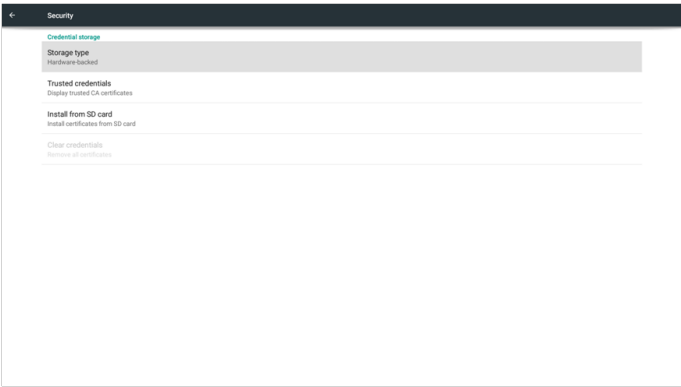 Security
Credential storage
Storage type
Hardware-backed
Trusted credentials
Display trusted CA certificates
Install from SD card
Install certificates from SD card
Clear credentials
Remove all certificates